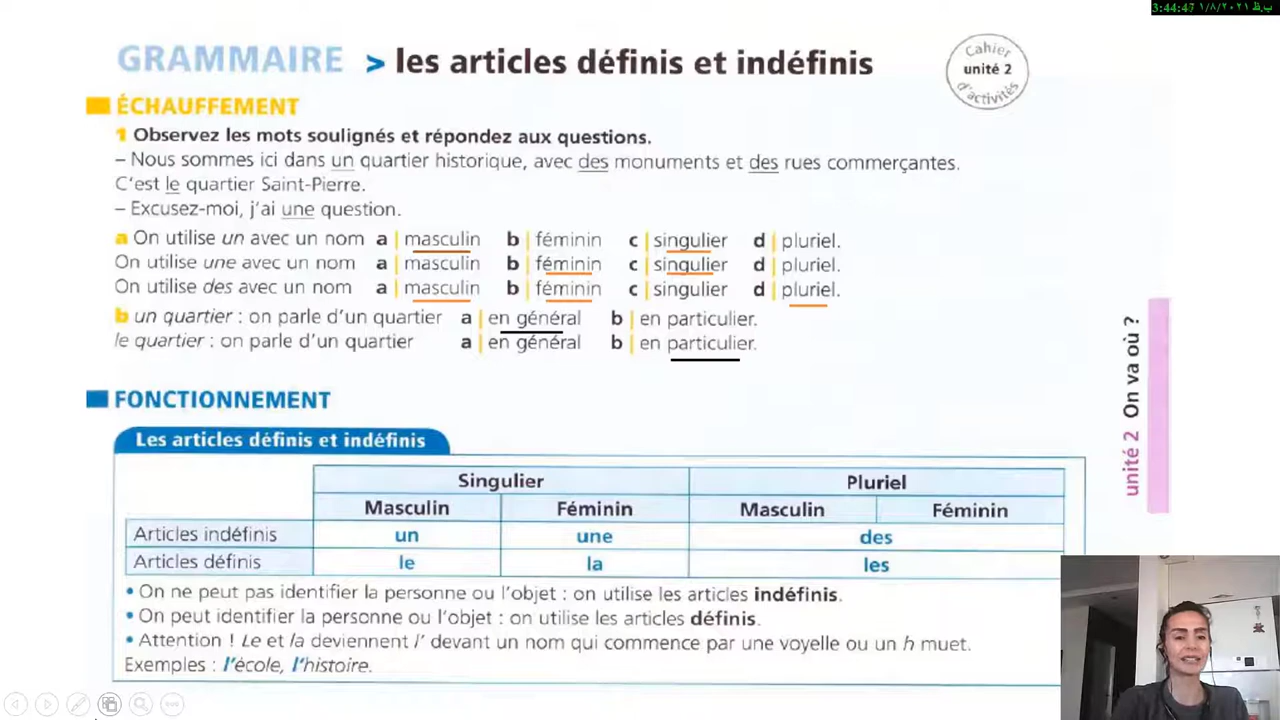 3:44:47 ب.ظ ۱/۸/۲۰۲۱
GRAMMAIRE > les articles définis et indéfinis
Cahier
unité 2
d'activités
ÉCHAUFFEMENT
1 Observez les mots soulignés et répondez aux questions.
– Nous sommes ici dans un quartier historique, avec des monuments et des rues commerçantes.
C'est le quartier Saint-Pierre.
– Excusez-moi, j'ai une question.
a On utilise un avec un nom a | masculin b | féminin c | singulier d | pluriel.
On utilise une avec un nom a | masculin b | féminin c | singulier d | pluriel.
On utilise des avec un nom a | masculin b | féminin c | singulier d | pluriel.
b un quartier : on parle d'un quartier a | en général b | en particulier.
le quartier : on parle d'un quartier a | en général b | en particulier.
FONCTIONNEMENT
Les articles définis et indéfinis
Singulier Pluriel
Masculin Féminin Masculin Féminin
Articles indéfinis un une des
Articles définis le la les
• On ne peut pas identifier la personne ou l'objet : on utilise les articles indéfinis.
• On peut identifier la personne ou l'objet : on utilise les articles définis.
• Attention ! Le et la deviennent l' devant un nom qui commence par une voyelle ou un h muet.
Exemples : l'école, l'histoire.
unité 2 On va où ?